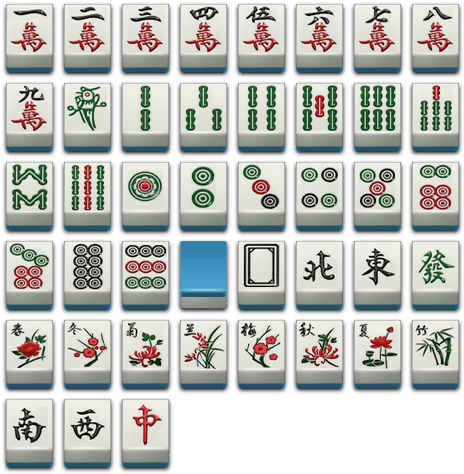 一 二 三 四 伍 六 七 八
萬 萬 萬 萬 萬 萬 萬 萬
九
萬
北 東 發
春 冬 菊 兰 梅 秋 夏 竹
南 西 中